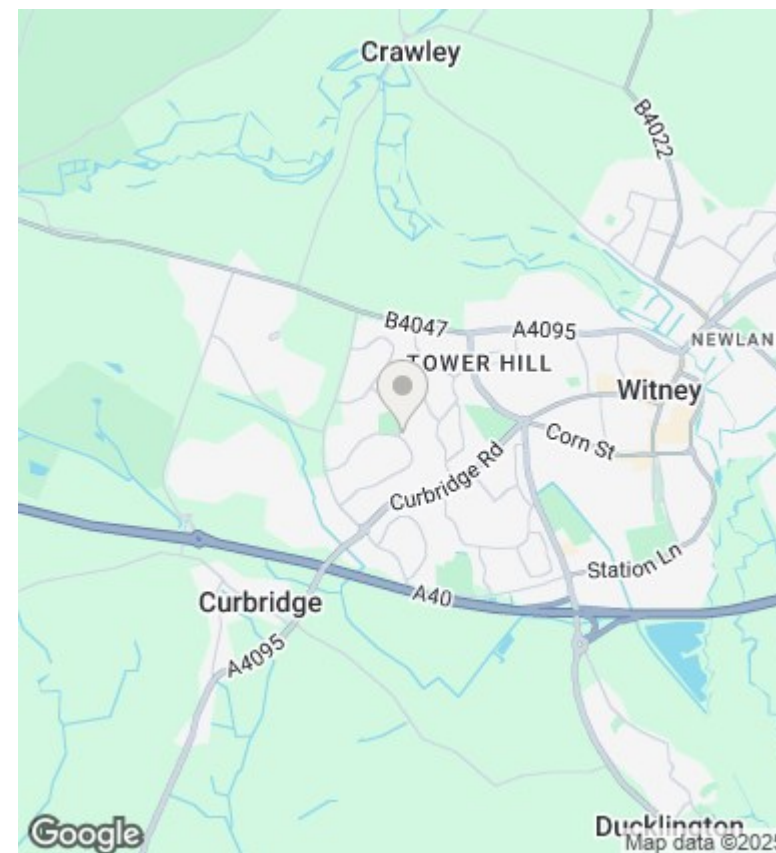 Crawley
B4022
B4047
A4095
NEWLAN
TOWER HILL
Witney
Corn St
Curbridge Rd
Station Ln
A40
Curbridge
A4095
Ducklington
Google
Map data ©2025